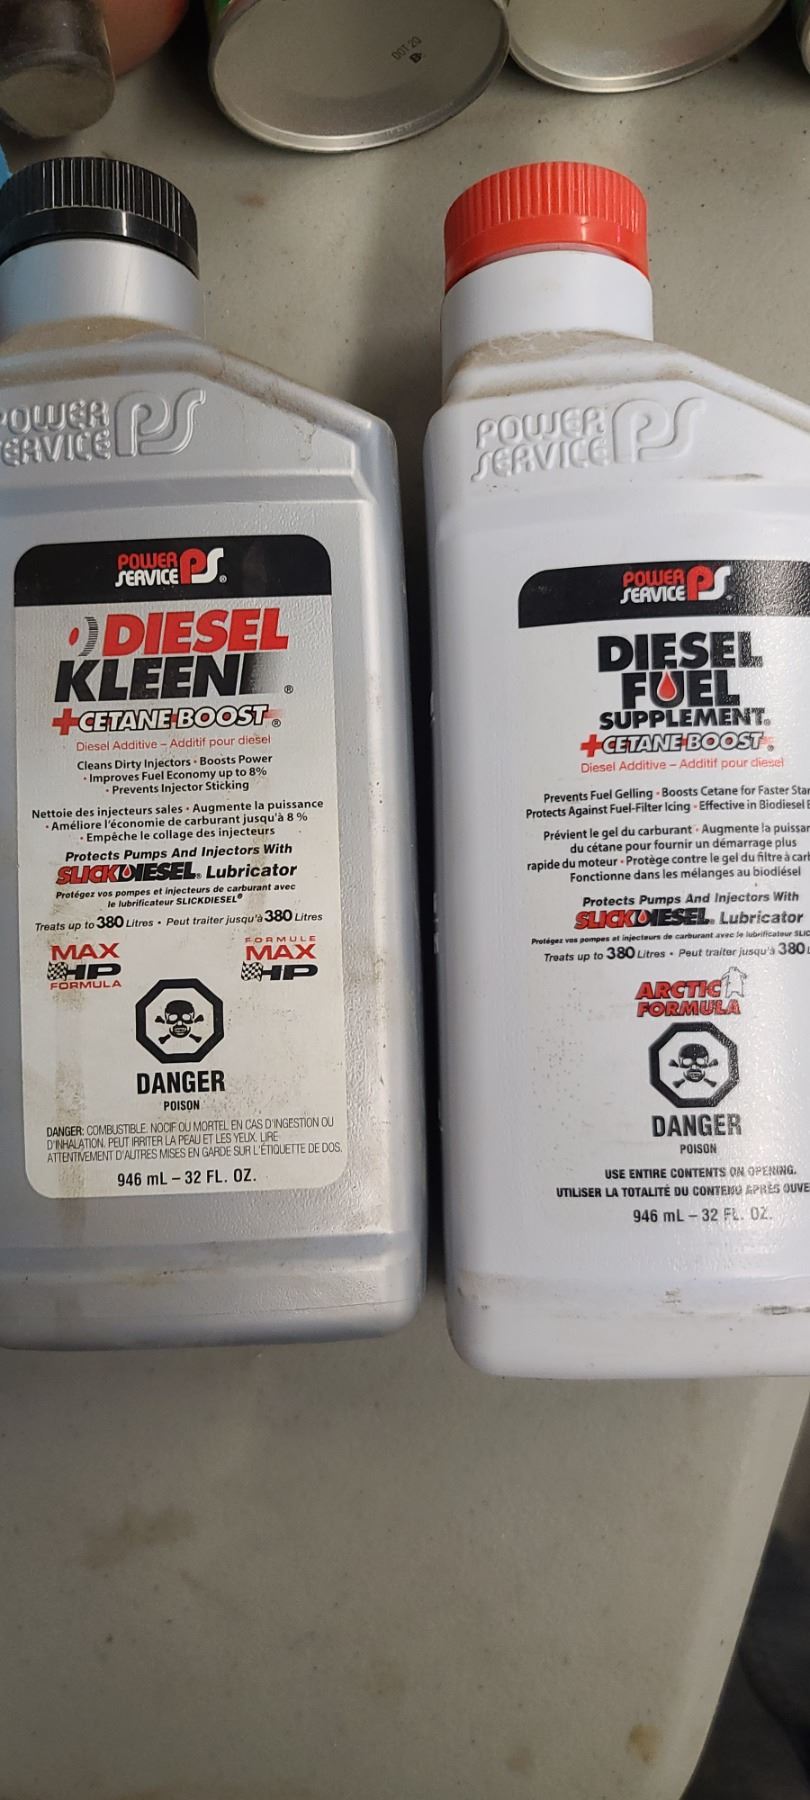 OCT 20
B
POWER
SERVICE PS
POWER
SERVICE PS®
DIESEL
KLEEN®
+CETANE BOOST®
Diesel Additive – Additif pour diesel
Cleans Dirty Injectors • Boosts Power
• Improves Fuel Economy up to 8%
• Prevents Injector Sticking
Nettoie des injecteurs sales • Augmente la puissance
• Améliore l'économie de carburant jusqu'à 8 %
• Empêche le collage des injecteurs
Protects Pumps And Injectors With
SLICKDIESEL® Lubricator
Protégez vos pompes et injecteurs de carburant avec
le lubrificateur SLICKDIESEL®
Treats up to 380 Litres • Peut traiter jusqu'à 380 Litres
MAX
HP
FORMULA
FORMULE
MAX
HP
DANGER
POISON
DANGER: COMBUSTIBLE. NOCIF OU MORTEL EN CAS D'INGESTION OU
D'INHALATION. PEUT IRRITER LA PEAU ET LES YEUX. LIRE
ATTENTIVEMENT D'AUTRES MISES EN GARDE SUR L'ÉTIQUETTE DE DOS.
946 mL – 32 FL. OZ.
POWER
SERVICE PS
POWER
SERVICE PS®
DIESEL
FUEL
SUPPLEMENT®
+CETANE BOOST®
Diesel Additive – Additif pour diesel
Prevents Fuel Gelling • Boosts Cetane for Faster Star
Protects Against Fuel-Filter Icing • Effective in Biodiesel
Prévient le gel du carburant • Augmente la puissan
du cétane pour fournir un démarrage plus
rapide du moteur • Protège contre le gel du filtre à car
Fonctionne dans les mélanges au biodiésel
Protects Pumps And Injectors With
SLICKDIESEL® Lubricator
Protégez vos pompes et injecteurs de carburant avec le lubrificateur SLIC
Treats up to 380 Litres • Peut traiter jusqu'à 380
ARCTIC
FORMULA
DANGER
POISON
USE ENTIRE CONTENTS ON OPENING.
UTILISER LA TOTALITÉ DU CONTENU APRÈS OUVE
946 mL – 32 FL. OZ.